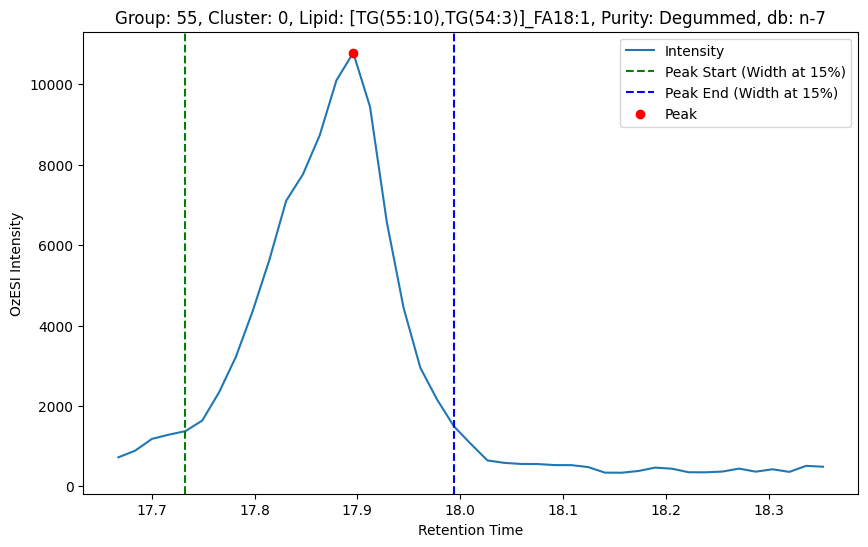 Group: 55, Cluster: 0, Lipid: [TG(55:10),TG(54:3)]_FA18:1, Purity: Degummed, db: n-7
Intensity
Peak Start (Width at 15%)
Peak End (Width at 15%)
Peak
OzESI Intensity
10000
8000
6000
4000
2000
0
17.7 17.8 17.9 18.0 18.1 18.2 18.3
Retention Time